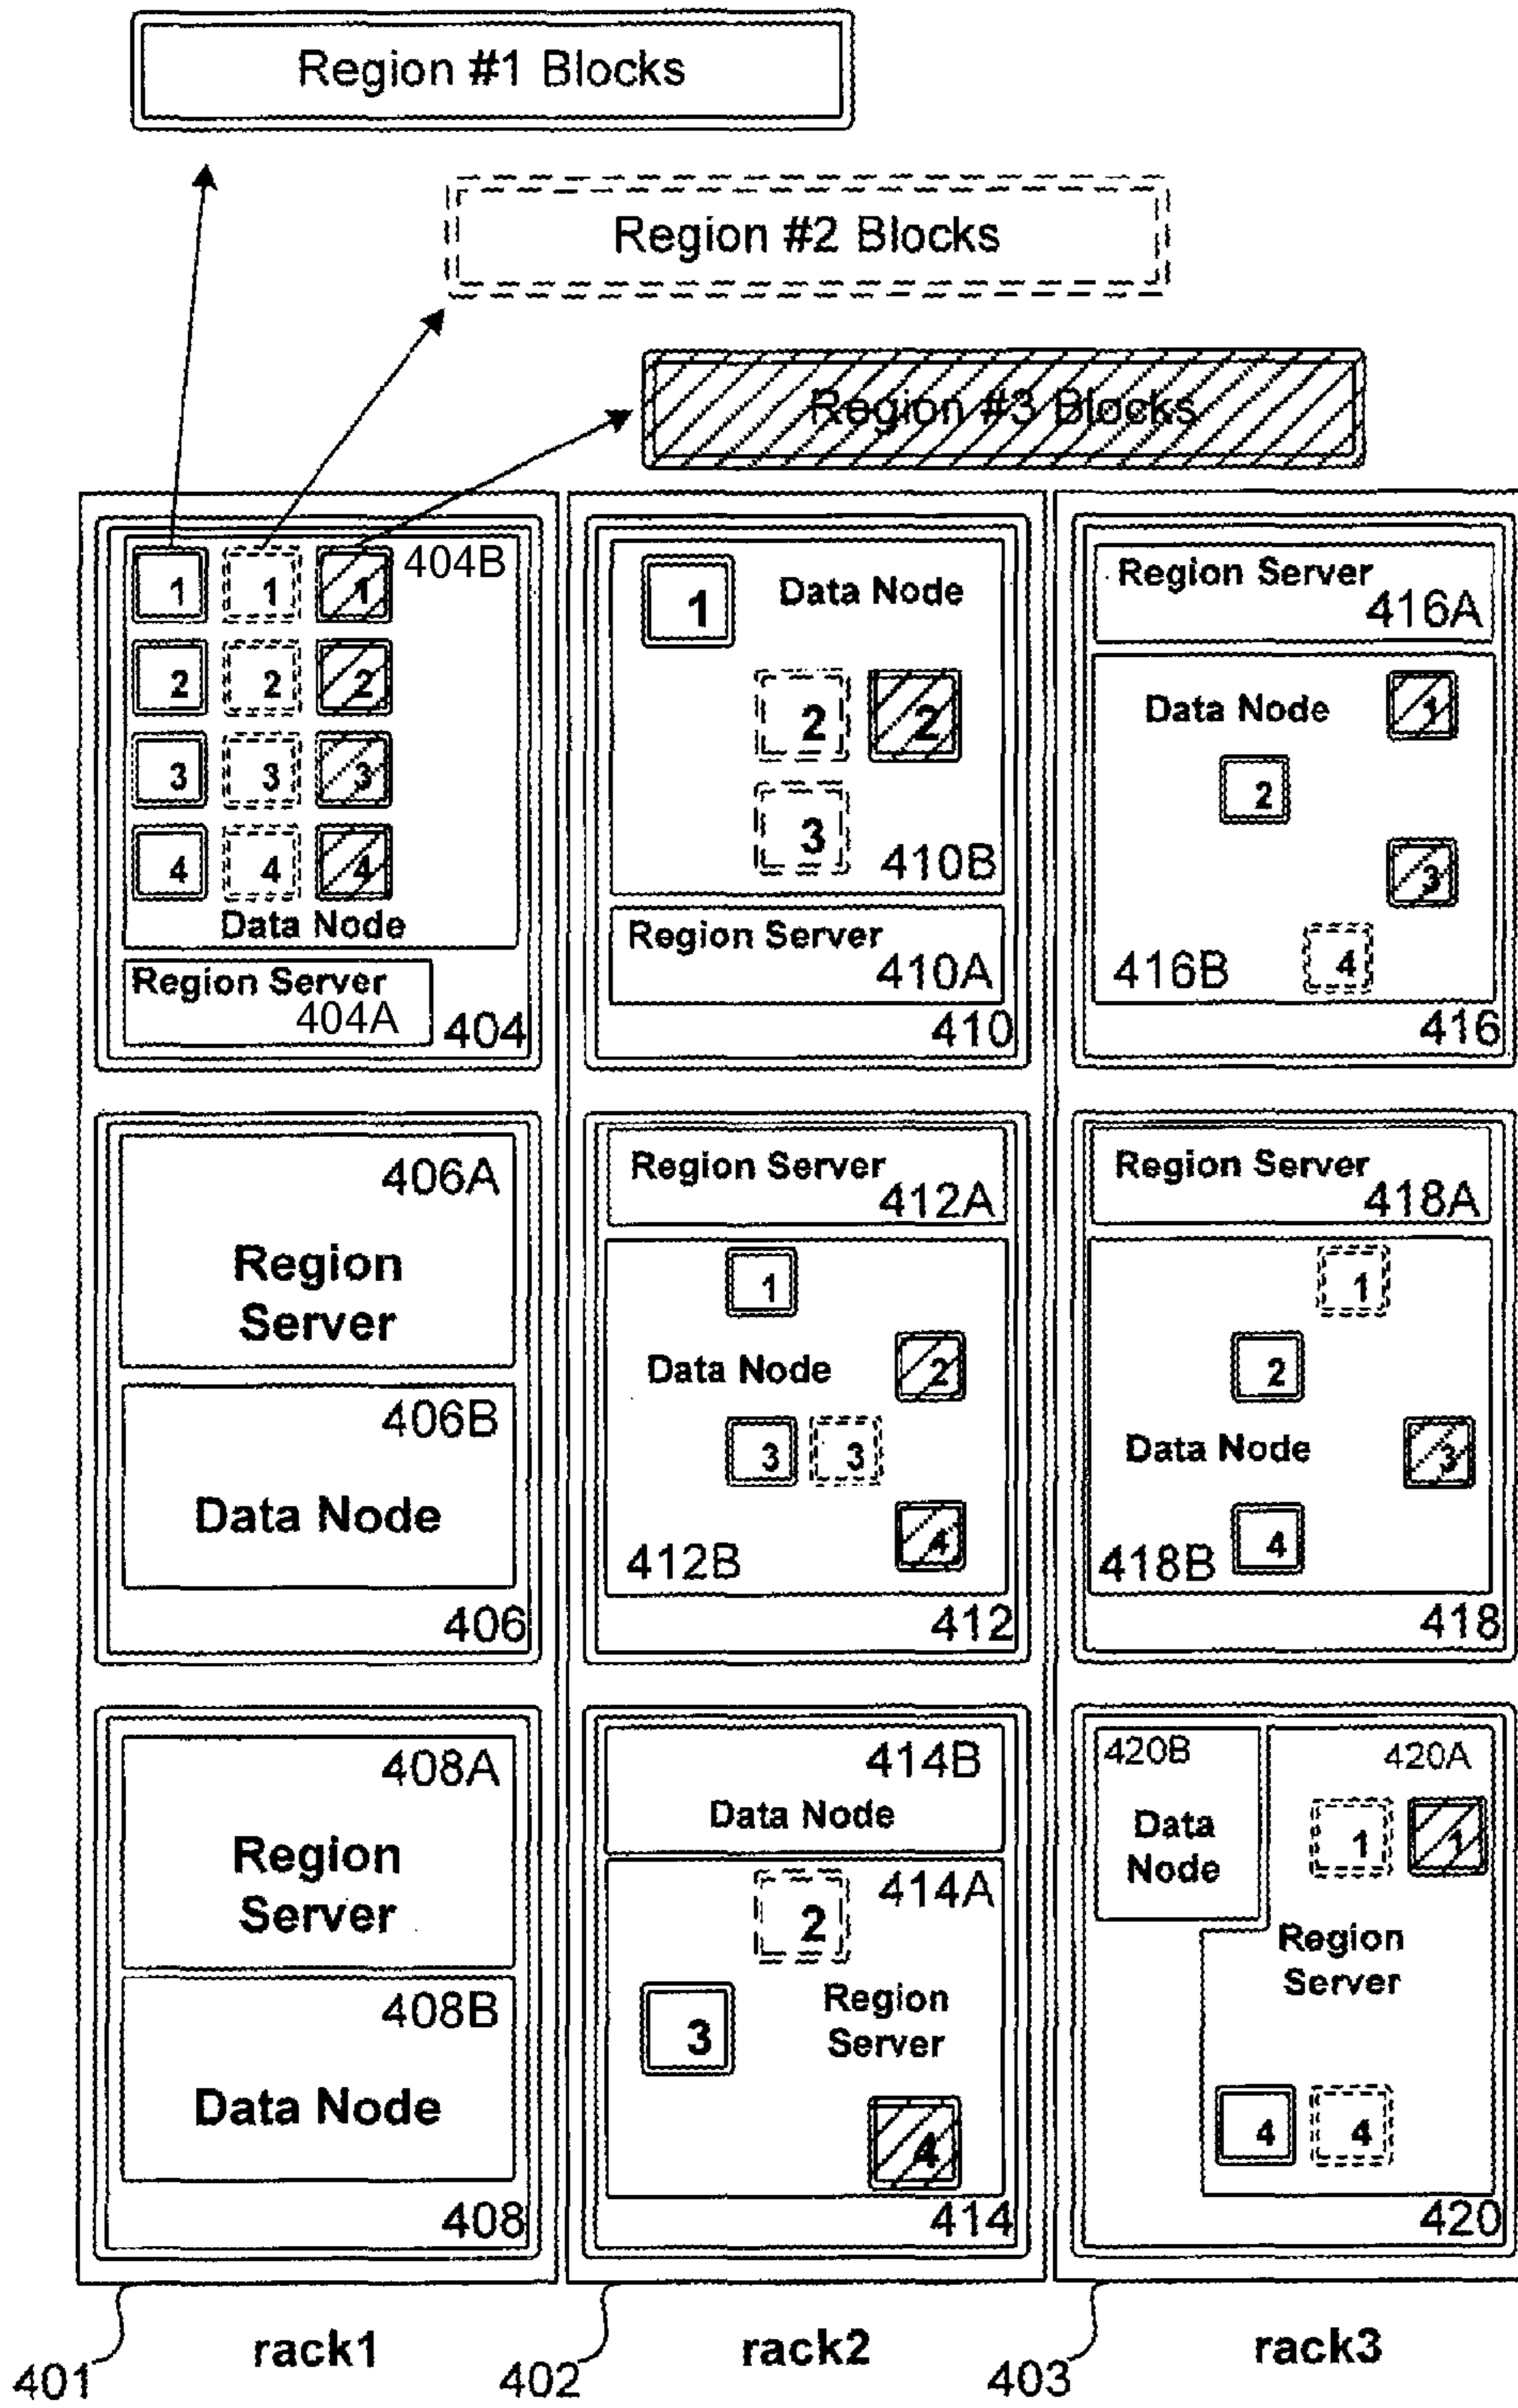 Region #1 Blocks
Region #2 Blocks
Region #3 Blocks
1 1 1 404B
2 2 2
3 3 3
4 4 4
Data Node
Region Server
404A
404
406A
Region
Server
406B
Data Node
406
408A
Region
Server
408B
Data Node
408
1 Data Node
2 2
3
410B
Region Server
410A
410
Region Server
412A
1
2
Data Node
3 3
4
412B
412
414B
Data Node
414A
2
Region
Server
3
4
414
Region Server
416A
1
Data Node
2
3
4
416B
416
Region Server
418A
1
2
Data Node
3
4
418B
418
420B
Data
Node
420A
1 1
Region
Server
4 4
420
401 rack1
402 rack2
403 rack3